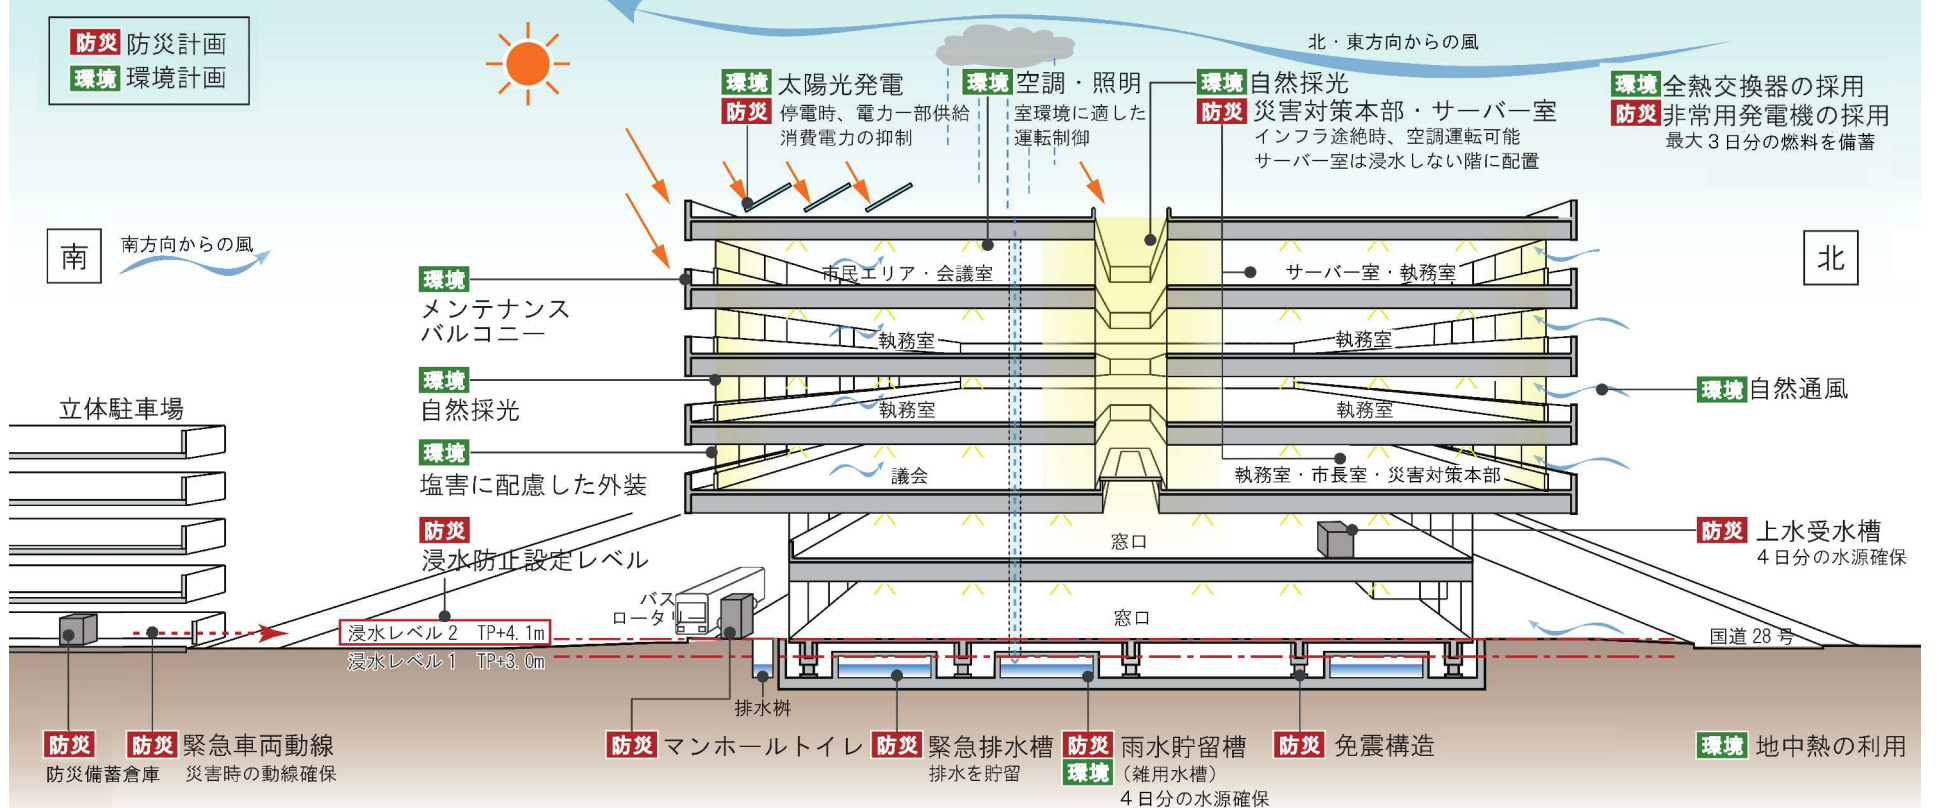 防災 防災計画
環境 環境計画
北・東方向からの風
環境 太陽光発電
防災 停電時、電力一部供給
消費電力の抑制
環境 空調・照明
室環境に適した
運転制御
環境 自然採光
防災 災害対策本部・サーバー室
インフラ途絶時、空調運転可能
サーバー室は浸水しない階に配置
環境 全熱交換器の採用
防災 非常用発電機の採用
最大3日分の燃料を備蓄
南
南方向からの風
北
環境
メンテナンス
バルコニー
市民エリア・会議室
サーバー室・執務室
執務室
執務室
環境
自然採光
環境 自然通風
立体駐車場
執務室
執務室
環境
塩害に配慮した外装
議会
執務室・市長室・災害対策本部
防災
浸水防止設定レベル
窓口
防災 上水受水槽
4日分の水源確保
バス
ロータリー
窓口
浸水レベル2 TP+4.1m
浸水レベル1 TP+3.0m
国道28号
排水桝
防災
防災備蓄倉庫
防災 緊急車両動線
災害時の動線確保
防災 マンホールトイレ
防災 緊急排水槽
排水を貯留
防災 雨水貯留槽
環境 (雑用水槽)
4日分の水源確保
防災 免震構造
環境 地中熱の利用